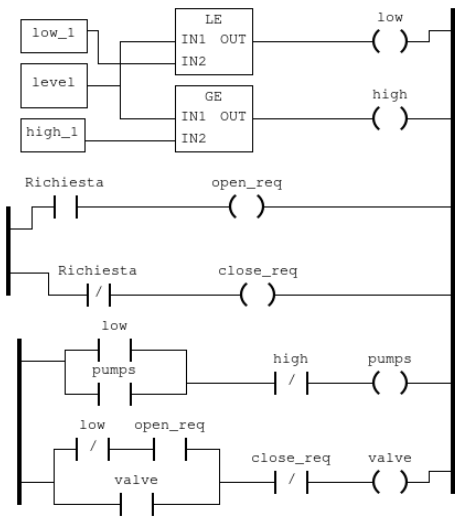 LE
low
low_1
IN1 OUT
IN2
level
GE
high
IN1 OUT
high_1
IN2
Richiesta
open_req
Richiesta
close_req
/
low
high
pumps
pumps
/
low
open_req
close_req
valve
/
valve
/